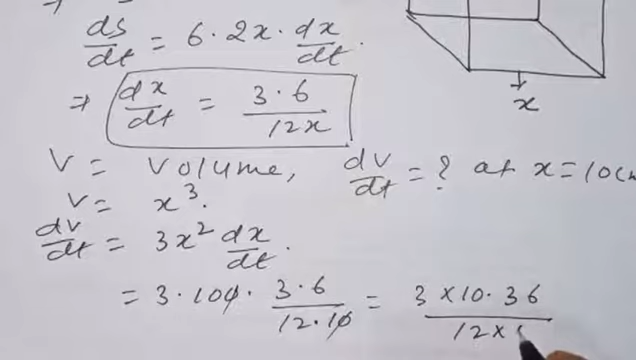 ds/dt = 6·2x·dx/dt.
⇒ dx/dt = 3·6/12x
x
V = Volume, dv/dt = ? at x = 10cm
V = x³.
dv/dt = 3x² dx/dt.
= 3·100·3·6/12·10 = 3×10·36/12×